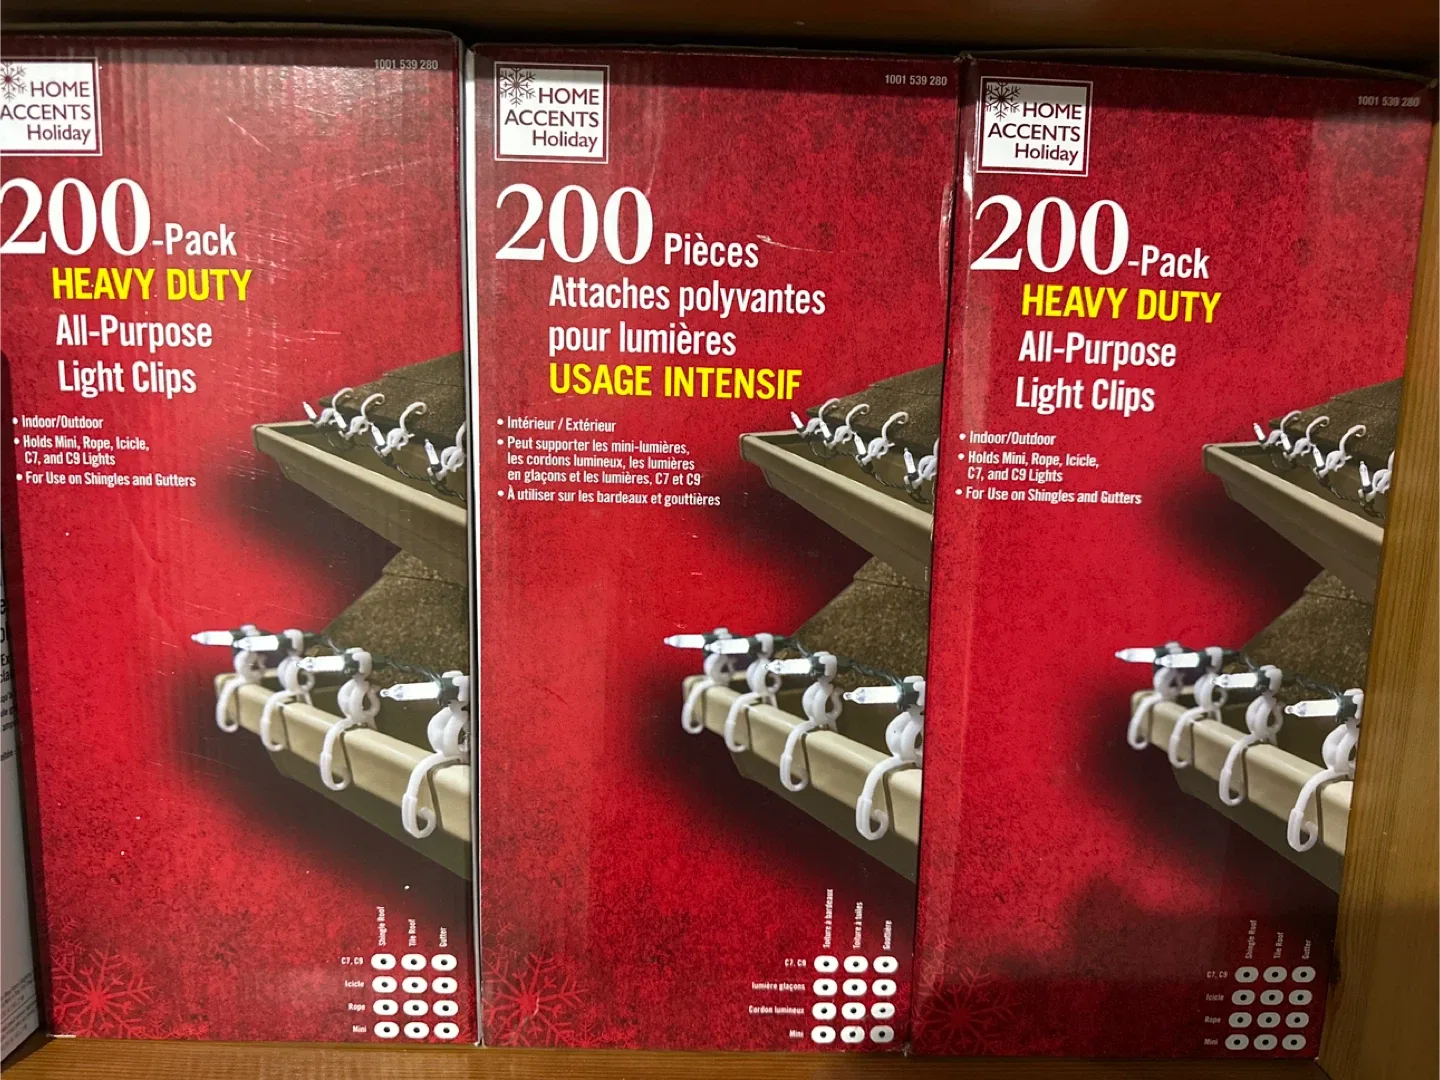 1001 539 280
HOME
ACCENTS
Holiday
200-Pack
HEAVY DUTY
All-Purpose
Light Clips
• Indoor/Outdoor
• Holds Mini, Rope, Icicle,
C7, and C9 Lights
• For Use on Shingles and Gutters
Shingle Roof
Tile Roof
Gutter
C7, C9
Icicle
Rope
Mini
1001 539 280
HOME
ACCENTS
Holiday
200 Pièces
Attaches polyvantes
pour lumières
USAGE INTENSIF
• Intérieur / Extérieur
• Peut supporter les mini-lumières,
les cordons lumineux, les lumières
en glaçons et les lumières, C7 et C9
• À utiliser sur les bardeaux et gouttières
Toiture à bardeaux
Toiture à tuiles
Gouttière
C7, C9
lumière glaçons
Cordon lumineux
Mini
1001 539 280
HOME
ACCENTS
Holiday
200-Pack
HEAVY DUTY
All-Purpose
Light Clips
• Indoor/Outdoor
• Holds Mini, Rope, Icicle,
C7, and C9 Lights
• For Use on Shingles and Gutters
Shingle Roof
Tile Roof
Gutter
C7, C9
Icicle
Rope
Mini